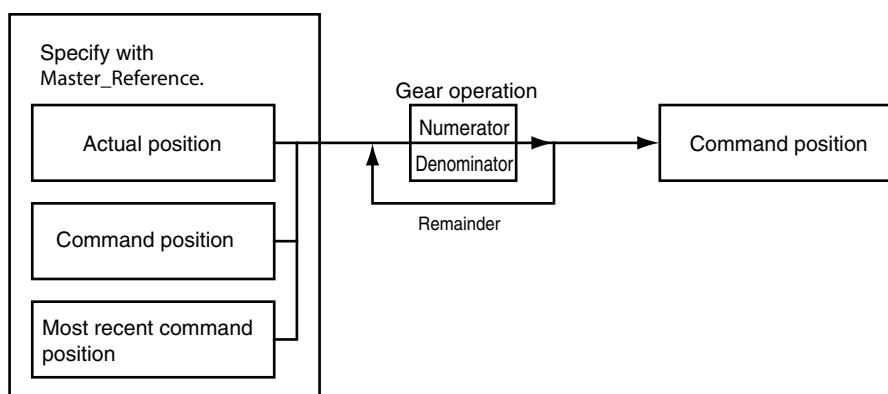 Specify with
Master_Reference.
Actual position
Command position
Most recent command
position
Gear operation
Numerator
Denominator
Remainder
Command position